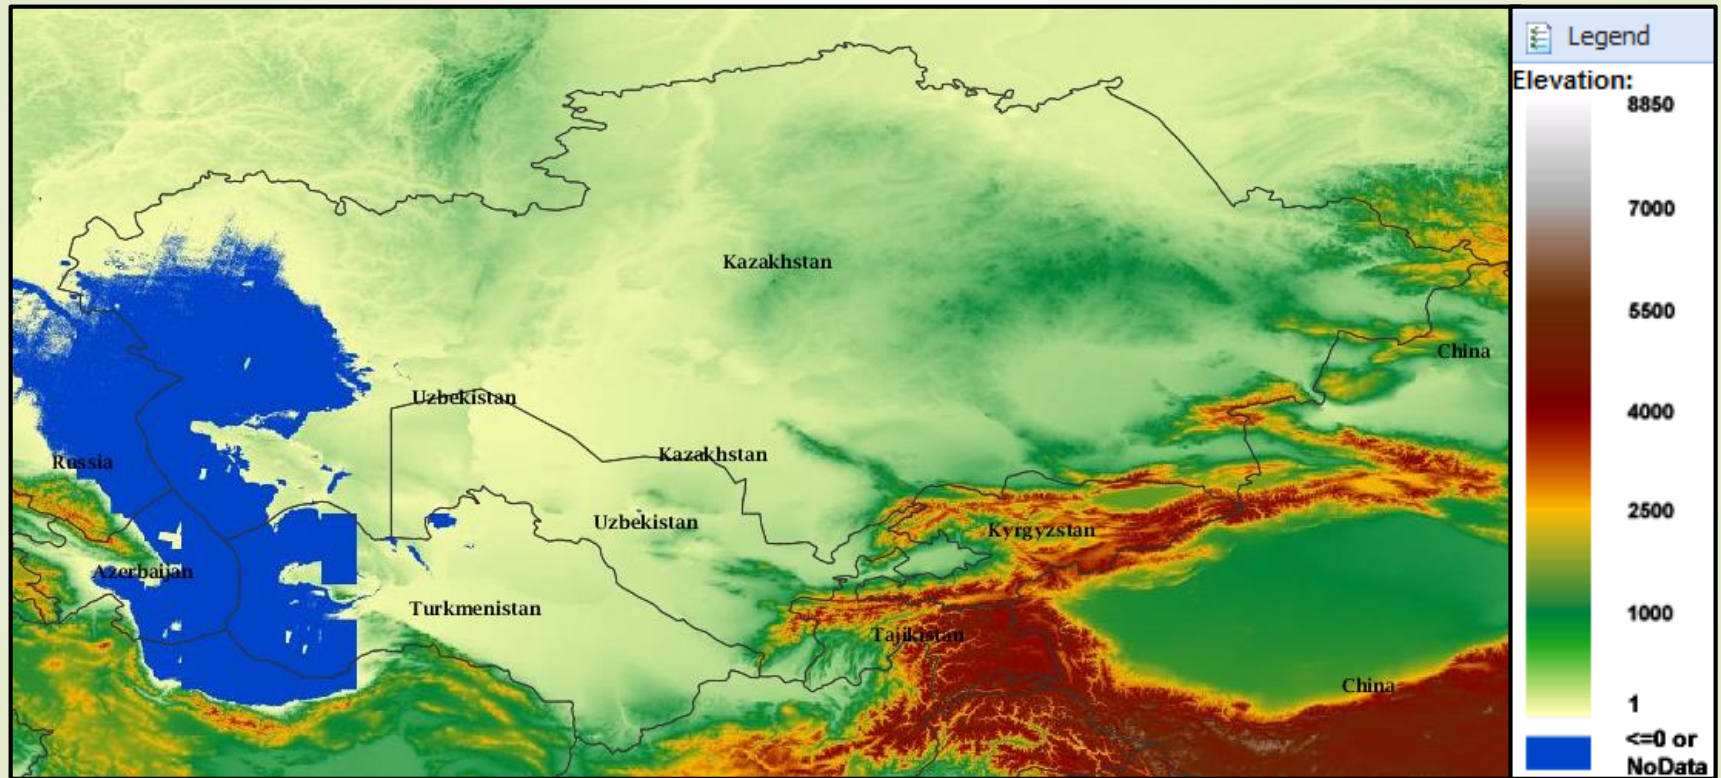 Legend
Elevation:
8850
7000
5500
4000
2500
1000
1
<=0 or
NoData
Kazakhstan
China
Uzbekistan
Kazakhstan
Russia
Uzbekistan
Kyrgyzstan
Azerbaijan
Turkmenistan
Tajikistan
China